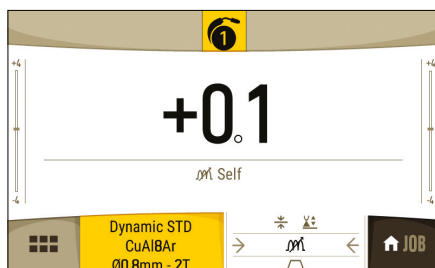 1
+4 +4
+0.1
Self
-4 -4
Dynamic STD
CuAl8Ar
Ø0.8mm - 2T
JOB